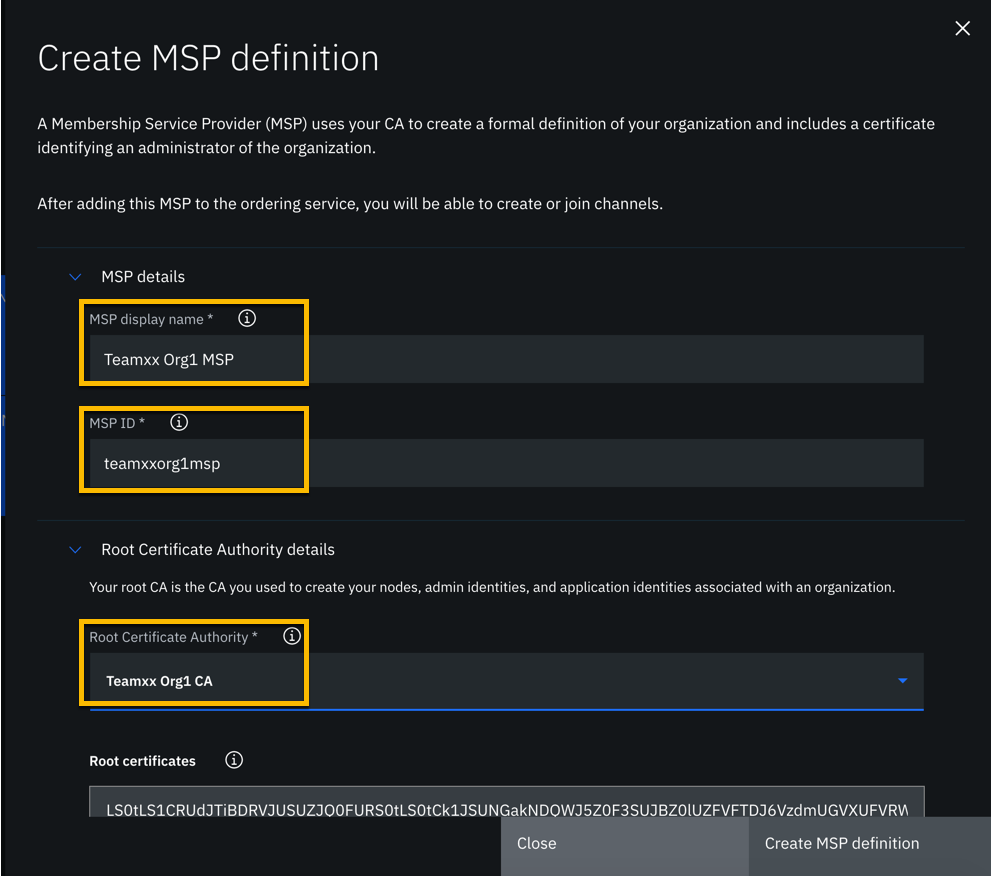 Create MSP definition
A Membership Service Provider (MSP) uses your CA to create a formal definition of your organization and includes a certificate
identifying an administrator of the organization.
After adding this MSP to the ordering service, you will be able to create or join channels.
MSP details
MSP display name *
Teamxx Org1 MSP
MSP ID *
teamxxorg1msp
Root Certificate Authority details
Your root CA is the CA you used to create your nodes, admin identities, and application identities associated with an organization.
Root Certificate Authority *
Teamxx Org1 CA
Root certificates
Close
Create MSP definition